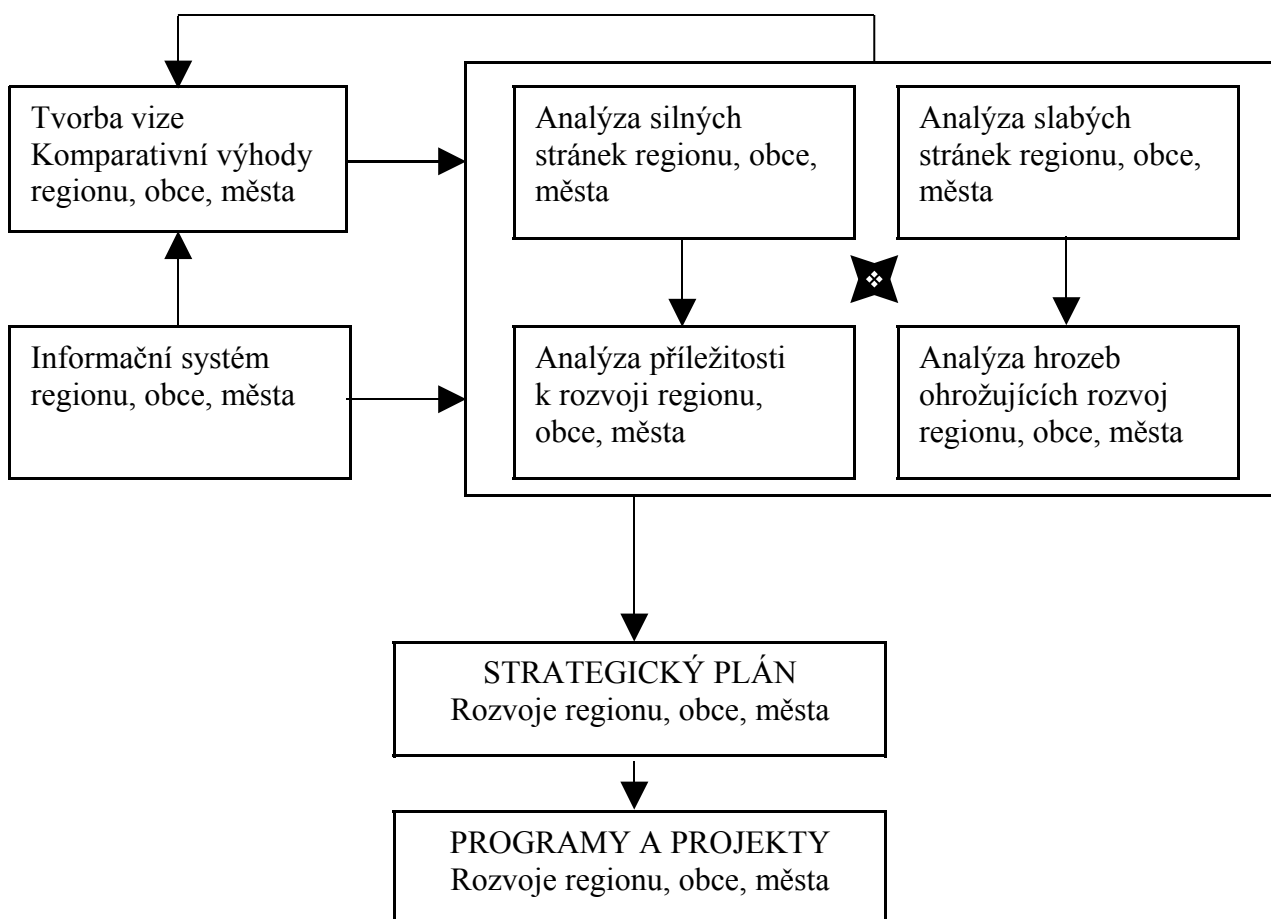 Tvorba vize
Komparativní výhody
regionu, obce, města
Analýza silných
stránek regionu, obce,
města
Analýza slabých
stránek regionu, obce,
města
Informační systém
regionu, obce, města
Analýza příležitosti
k rozvoji regionu,
obce, města
Analýza hrozeb
ohrožujících rozvoj
regionu, obce, města
STRATEGICKÝ PLÁN
Rozvoje regionu, obce, města
PROGRAMY A PROJEKTY
Rozvoje regionu, obce, města